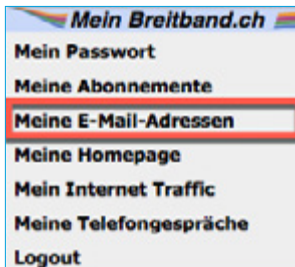 Mein Breitband.ch
Mein Passwort
Meine Abonnemente
Meine E-Mail-Adressen
Meine Homepage
Mein Internet Traffic
Meine Telefongespräche
Logout